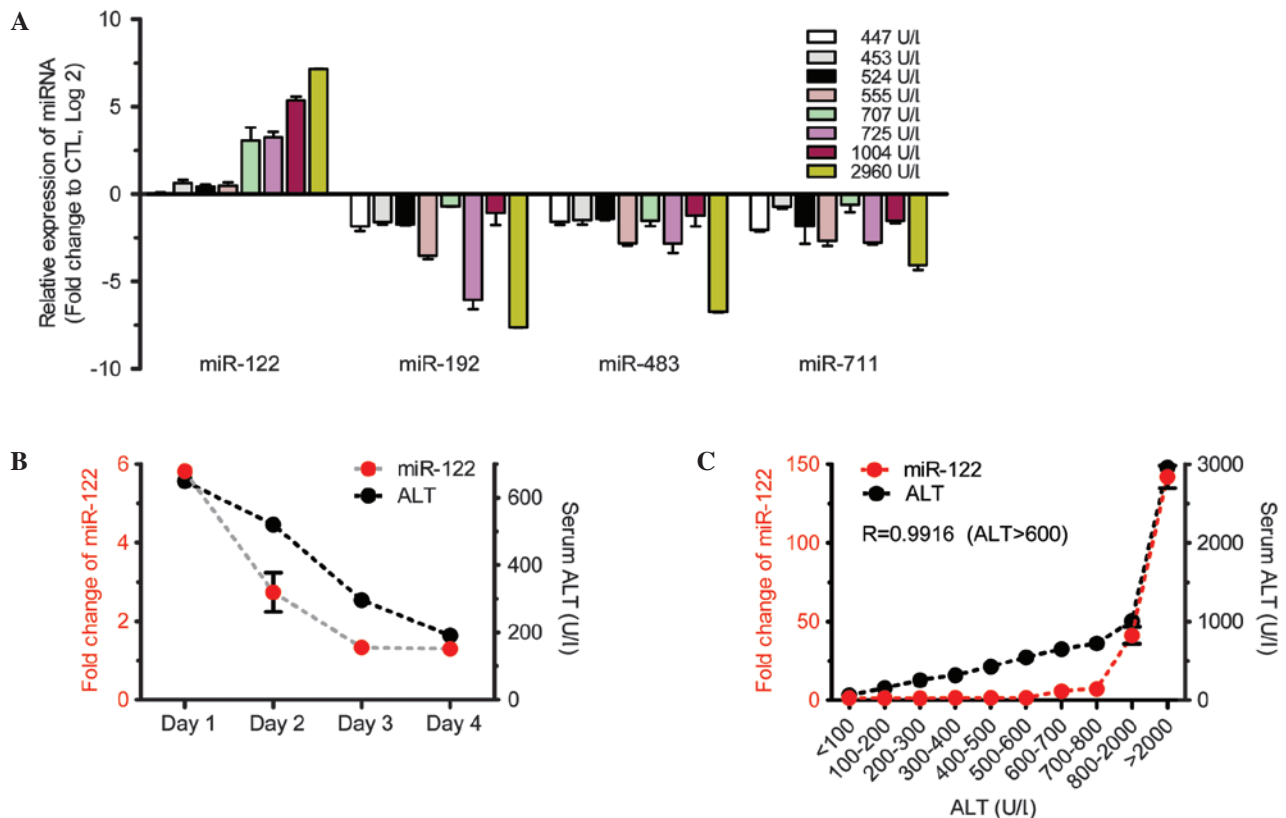 A
Relative expression of miRNA
(Fold change to CTL, Log 2)
10
5
0
-5
-10
447 U/l
453 U/l
524 U/l
555 U/l
707 U/l
725 U/l
1004 U/l
2960 U/l
miR-122
miR-192
miR-483
miR-711
B
Fold change of miR-122
6
4
2
0
miR-122
ALT
600
400
200
0
Serum ALT (U/l)
Day 1
Day 2
Day 3
Day 4
C
Fold change of miR-122
150
100
50
0
miR-122
ALT
R=0.9916 (ALT>600)
3000
2000
1000
0
Serum ALT
(U/l)
<100
100-200
200-300
300-400
400-500
500-600
600-700
700-800
800-2000
>2000
ALT (U/l)